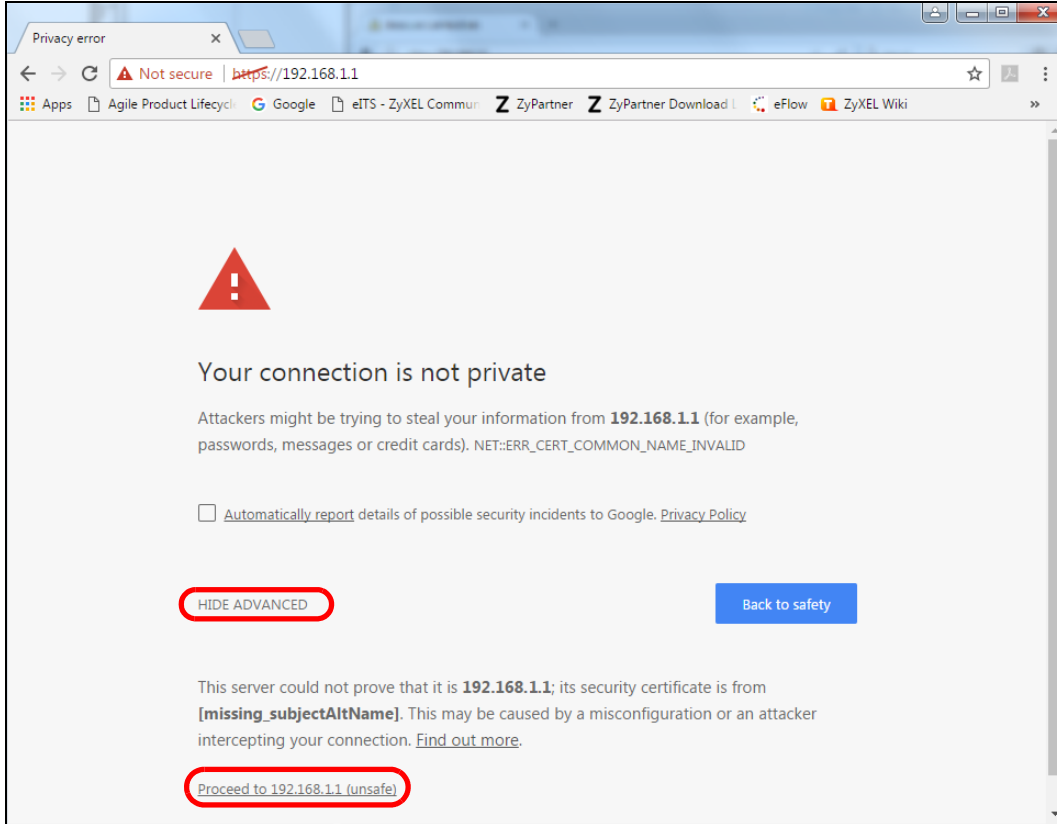 Privacy error
Not secure | https://192.168.1.1
Apps Agile Product Lifecycl Google eITS - ZyXEL Commun ZyPartner ZyPartner Download L eFlow ZyXEL Wiki »
Your connection is not private
Attackers might be trying to steal your information from 192.168.1.1 (for example,
passwords, messages or credit cards). NET::ERR_CERT_COMMON_NAME_INVALID
Automatically report details of possible security incidents to Google. Privacy Policy
HIDE ADVANCED
Back to safety
This server could not prove that it is 192.168.1.1; its security certificate is from
[missing_subjectAltName]. This may be caused by a misconfiguration or an attacker
intercepting your connection. Find out more.
Proceed to 192.168.1.1 (unsafe)